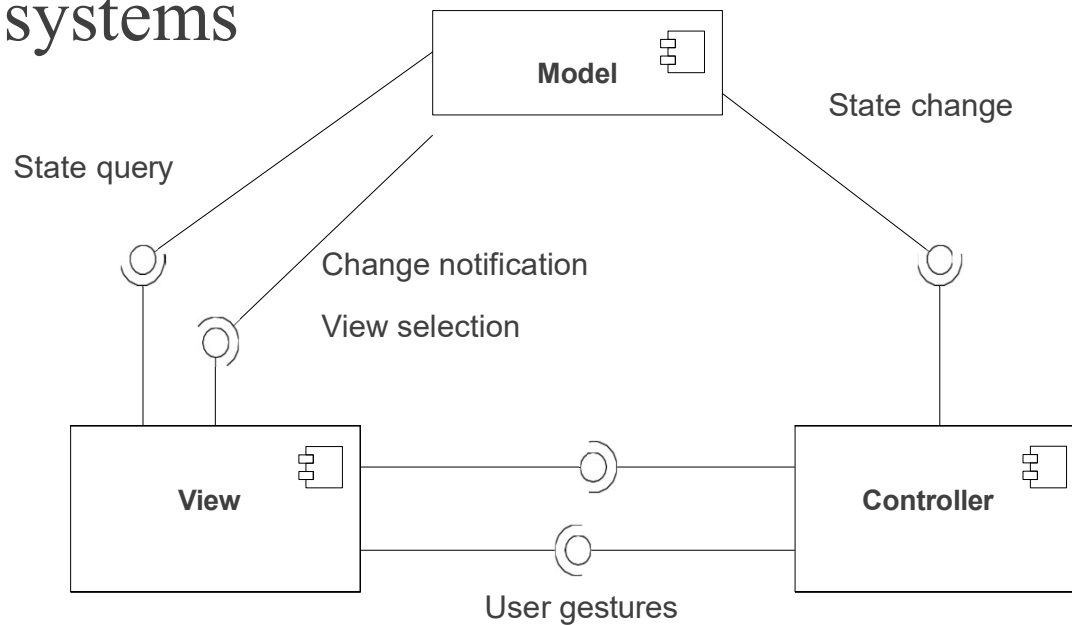 systems
Model
State change
State query
Change notification
View selection
View
Controller
User gestures